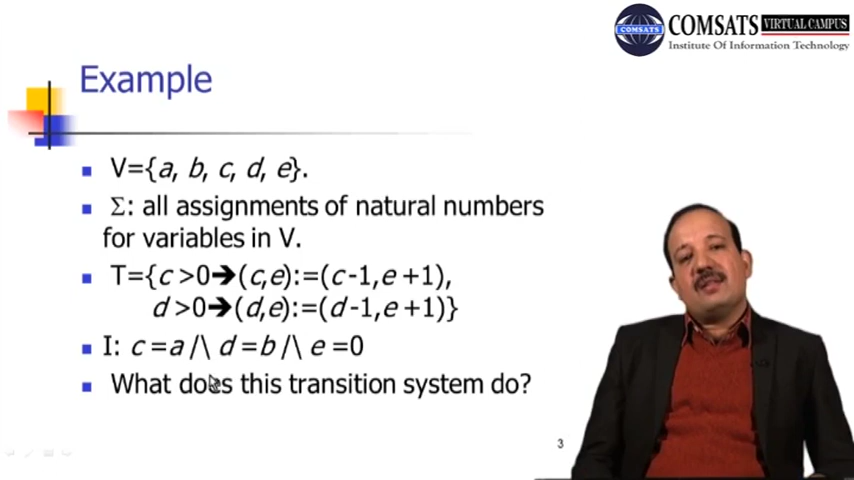 COMSATS
COMSATS VIRTUAL CAMPUS
Institute Of Information Technology
Example
V={a, b, c, d, e}.
Σ: all assignments of natural numbers
for variables in V.
T={c >0➔(c,e):=(c-1,e +1),
d >0➔(d,e):=(d-1,e +1)}
I: c =a /\ d =b /\ e =0
What does this transition system do?
3